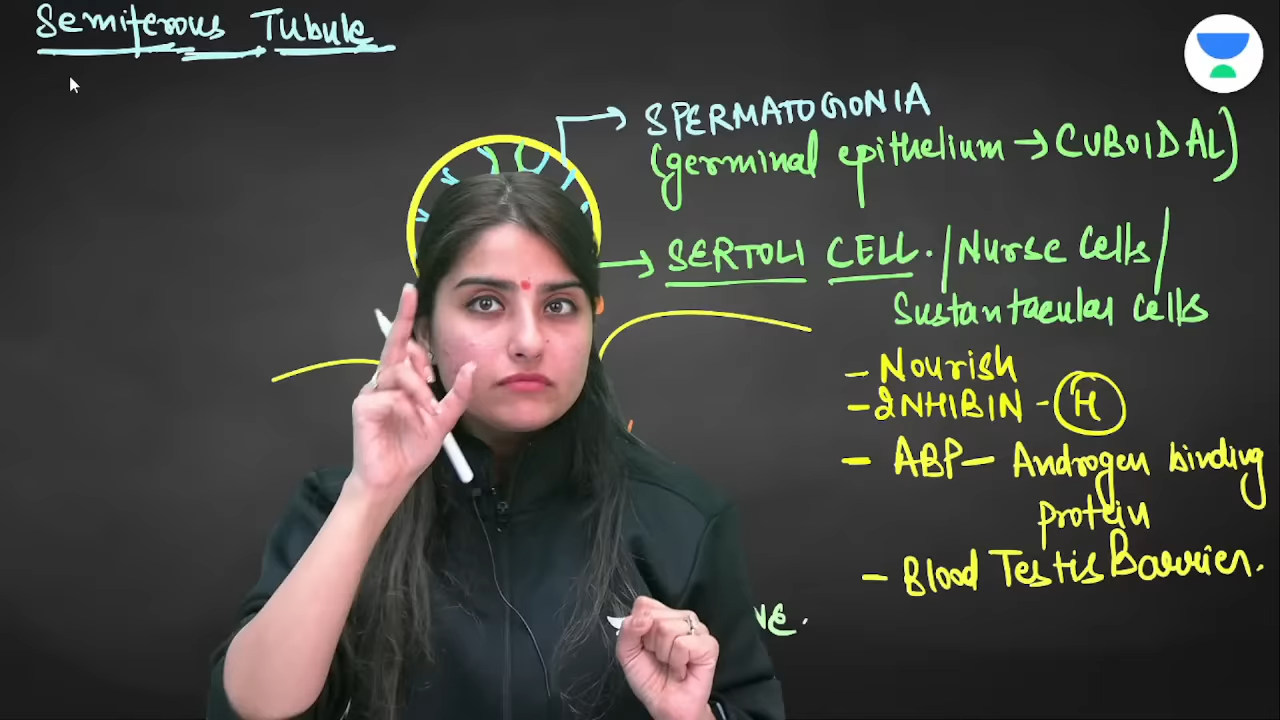 Semiferous Tubule
SPERMATOGONIA
(germinal epithelium → CUBOIDAL)
→ SERTOLI CELL. / Nurse Cells /
Sustantacular Cells
- Nourish
- INHIBIN - H
- ABP - Androgen binding
protein
- Blood Testis Barrier.